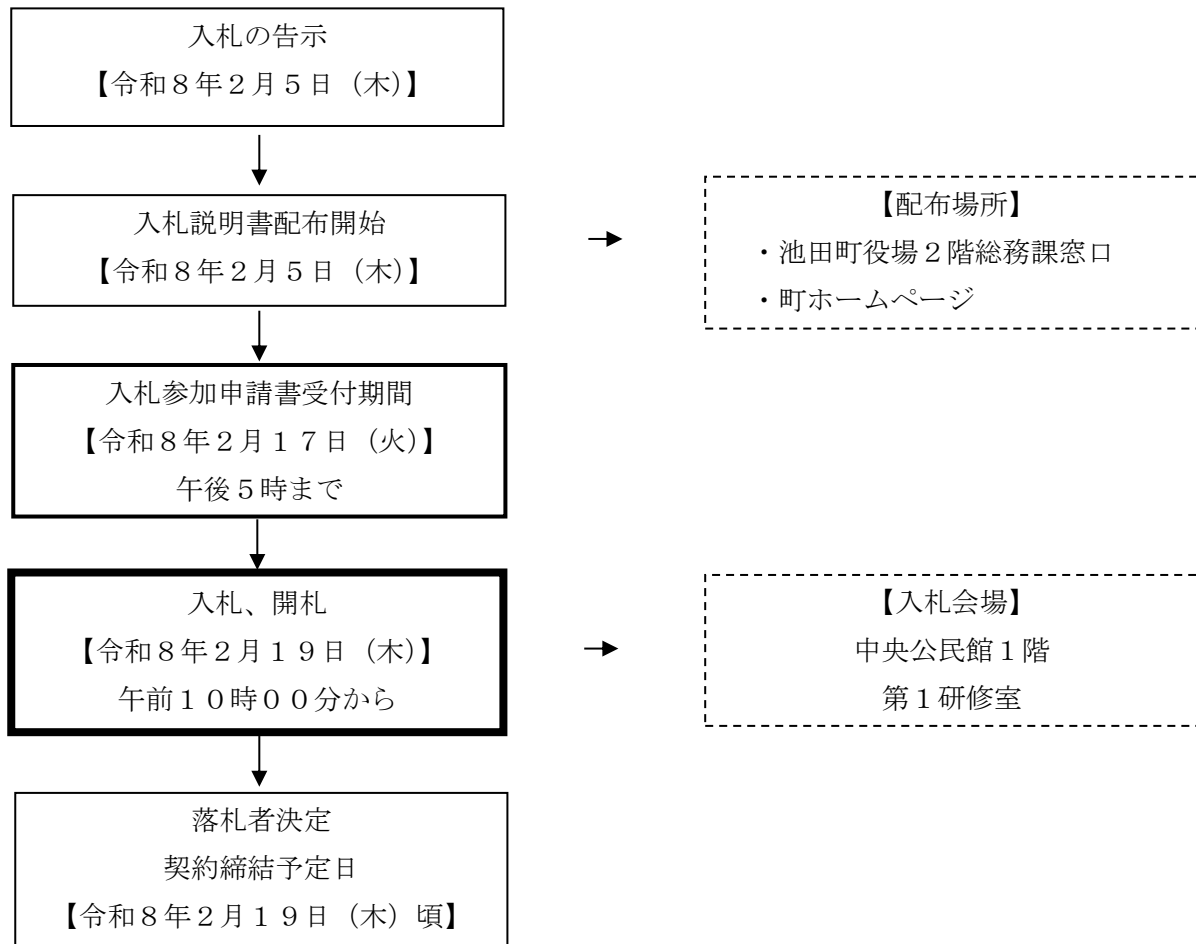 入札の告示
【令和８年２月５日（木）】
入札説明書配布開始
【令和８年２月５日（木）】
【配布場所】
・池田町役場２階総務課窓口
・町ホームページ
入札参加申請書受付期間
【令和８年２月１７日（火）】
午後５時まで
入札、開札
【令和８年２月１９日（木）】
午前１０時００分から
【入札会場】
中央公民館１階
第１研修室
落札者決定
契約締結予定日
【令和８年２月１９日（木）頃】